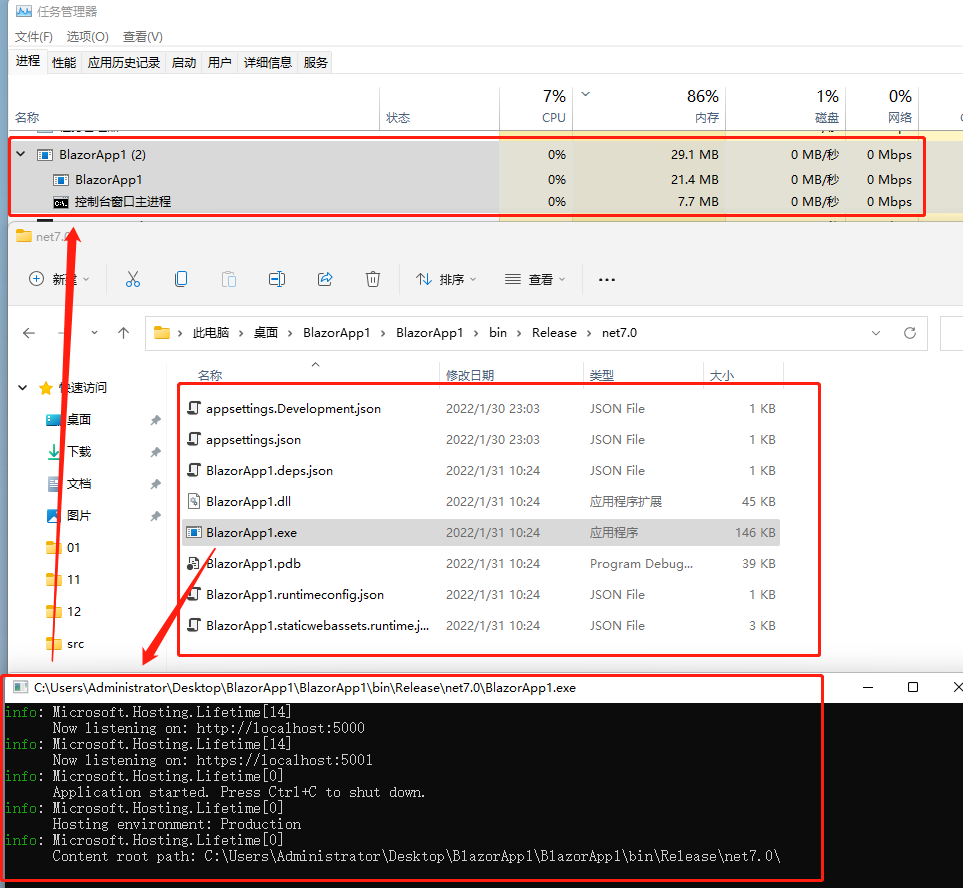 任务管理器
文件(F) 选项(O) 查看(V)
进程 性能 应用历史记录 启动 用户 详细信息 服务
7% 86% 1% 0%
名称 状态 CPU 内存 磁盘 网络
BlazorApp1 (2) 0% 29.1 MB 0 MB/秒 0 Mbps
BlazorApp1 0% 21.4 MB 0 MB/秒 0 Mbps
控制台窗口主进程 0% 7.7 MB 0 MB/秒 0 Mbps
net7.0
新建 排序 查看
此电脑 › 桌面 › BlazorApp1 › BlazorApp1 › bin › Release › net7.0
名称 修改日期 类型 大小
快速访问
桌面
下载
文档
图片
01
11
12
src
appsettings.Development.json 2022/1/30 23:03 JSON File 1 KB
appsettings.json 2022/1/30 23:03 JSON File 1 KB
BlazorApp1.deps.json 2022/1/31 10:24 JSON File 1 KB
BlazorApp1.dll 2022/1/31 10:24 应用程序扩展 45 KB
BlazorApp1.exe 2022/1/31 10:24 应用程序 146 KB
BlazorApp1.pdb 2022/1/31 10:24 Program Debug... 39 KB
BlazorApp1.runtimeconfig.json 2022/1/31 10:24 JSON File 1 KB
BlazorApp1.staticwebassets.runtime.j... 2022/1/31 10:24 JSON File 3 KB
C:\Users\Administrator\Desktop\BlazorApp1\BlazorApp1\bin\Release\net7.0\BlazorApp1.exe
info: Microsoft.Hosting.Lifetime[14]
Now listening on: http://localhost:5000
info: Microsoft.Hosting.Lifetime[14]
Now listening on: https://localhost:5001
info: Microsoft.Hosting.Lifetime[0]
Application started. Press Ctrl+C to shut down.
info: Microsoft.Hosting.Lifetime[0]
Hosting environment: Production
info: Microsoft.Hosting.Lifetime[0]
Content root path: C:\Users\Administrator\Desktop\BlazorApp1\BlazorApp1\bin\Release\net7.0\